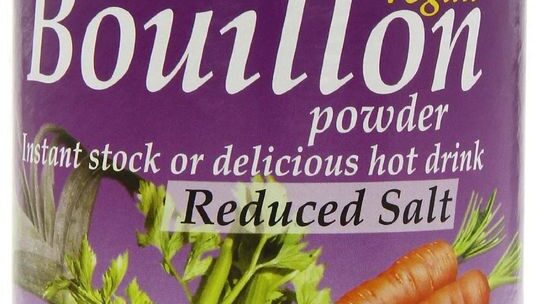 Bouillon
powder
Instant stock or delicious hot drink
Reduced Salt